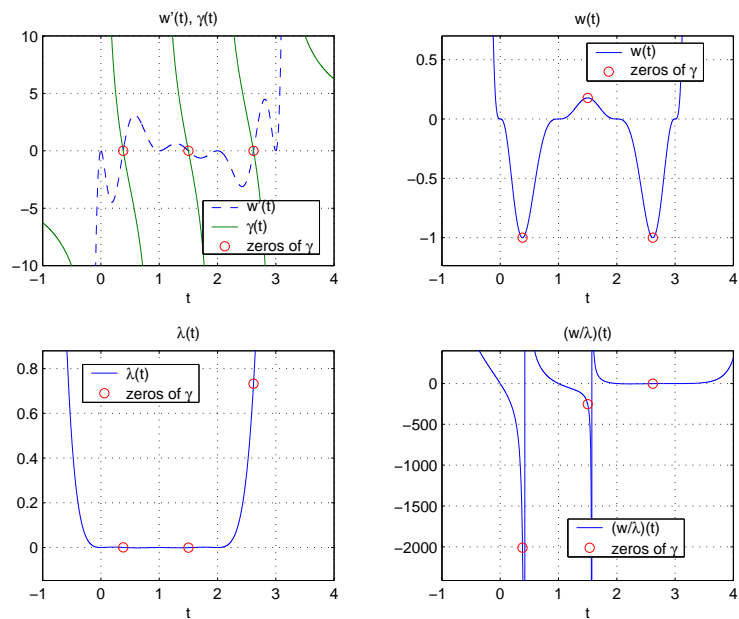 w'(t), γ(t)
10
5
0
−5
−10
−1 0 1 2 3 4
t
w'(t)
γ(t)
zeros of γ
w(t)
0.5
0
−0.5
−1
−1 0 1 2 3 4
t
w(t)
zeros of γ
λ(t)
0.8
0.6
0.4
0.2
0
−1 0 1 2 3 4
t
λ(t)
zeros of γ
(w/λ)(t)
0
−500
−1000
−1500
−2000
−1 0 1 2 3 4
t
(w/λ)(t)
zeros of γ